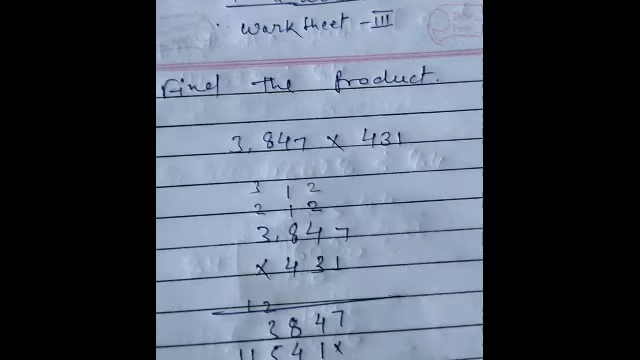 Worksheet - III
Find the Product.
3,847 x 431
3 1 2
2 1 2
3,847
x 431
1 2
3847
11541x